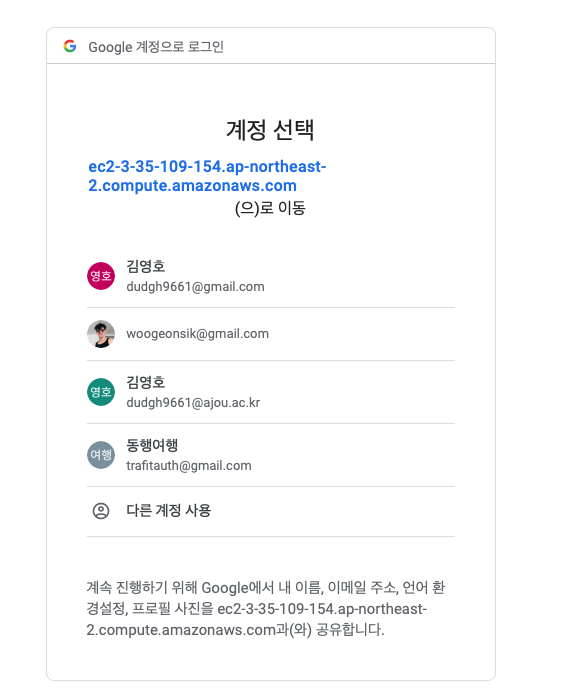 Google 계정으로 로그인
계정 선택
ec2-3-35-109-154.ap-northeast-
2.compute.amazonaws.com
(으)로 이동
영호
김영호
dudgh9661@gmail.com
woogeonsik@gmail.com
영호
김영호
dudgh9661@ajou.ac.kr
여행
동행여행
trafitauth@gmail.com
다른 계정 사용
계속 진행하기 위해 Google에서 내 이름, 이메일 주소, 언어 환
경설정, 프로필 사진을 ec2-3-35-109-154.ap-northeast-
2.compute.amazonaws.com과(와) 공유합니다.